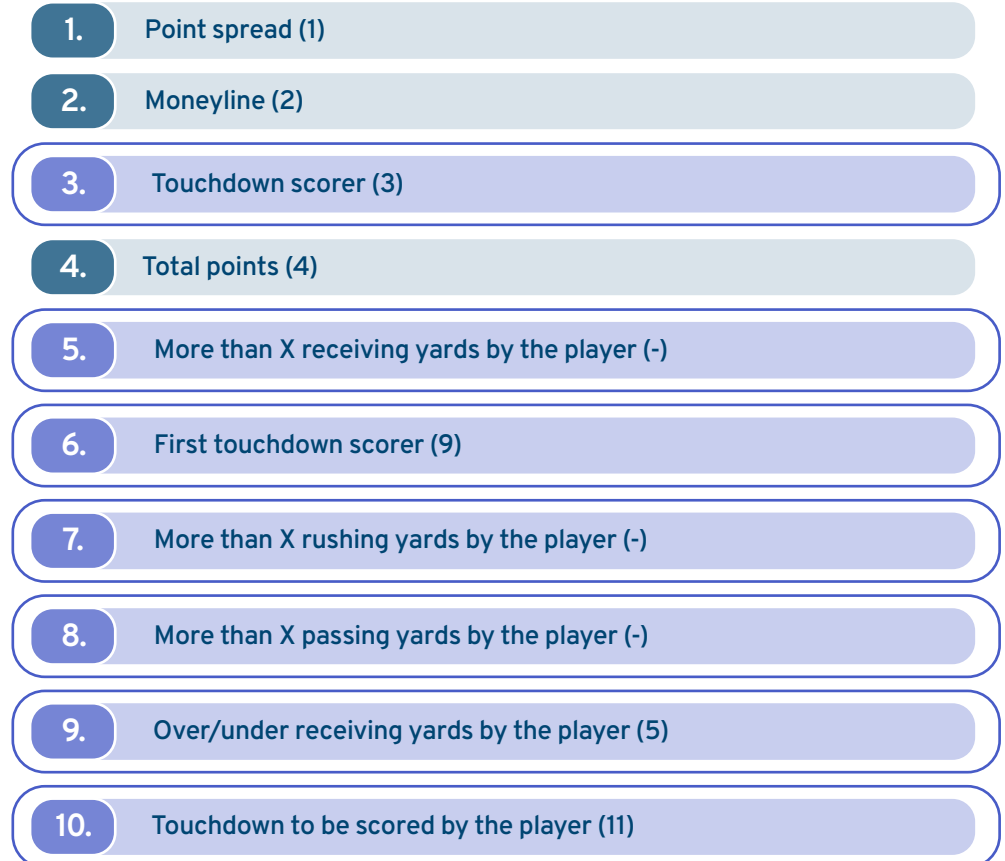 1. Point spread (1)
2. Moneyline (2)
3. Touchdown scorer (3)
4. Total points (4)
5. More than X receiving yards by the player (-)
6. First touchdown scorer (9)
7. More than X rushing yards by the player (-)
8. More than X passing yards by the player (-)
9. Over/under receiving yards by the player (5)
10. Touchdown to be scored by the player (11)